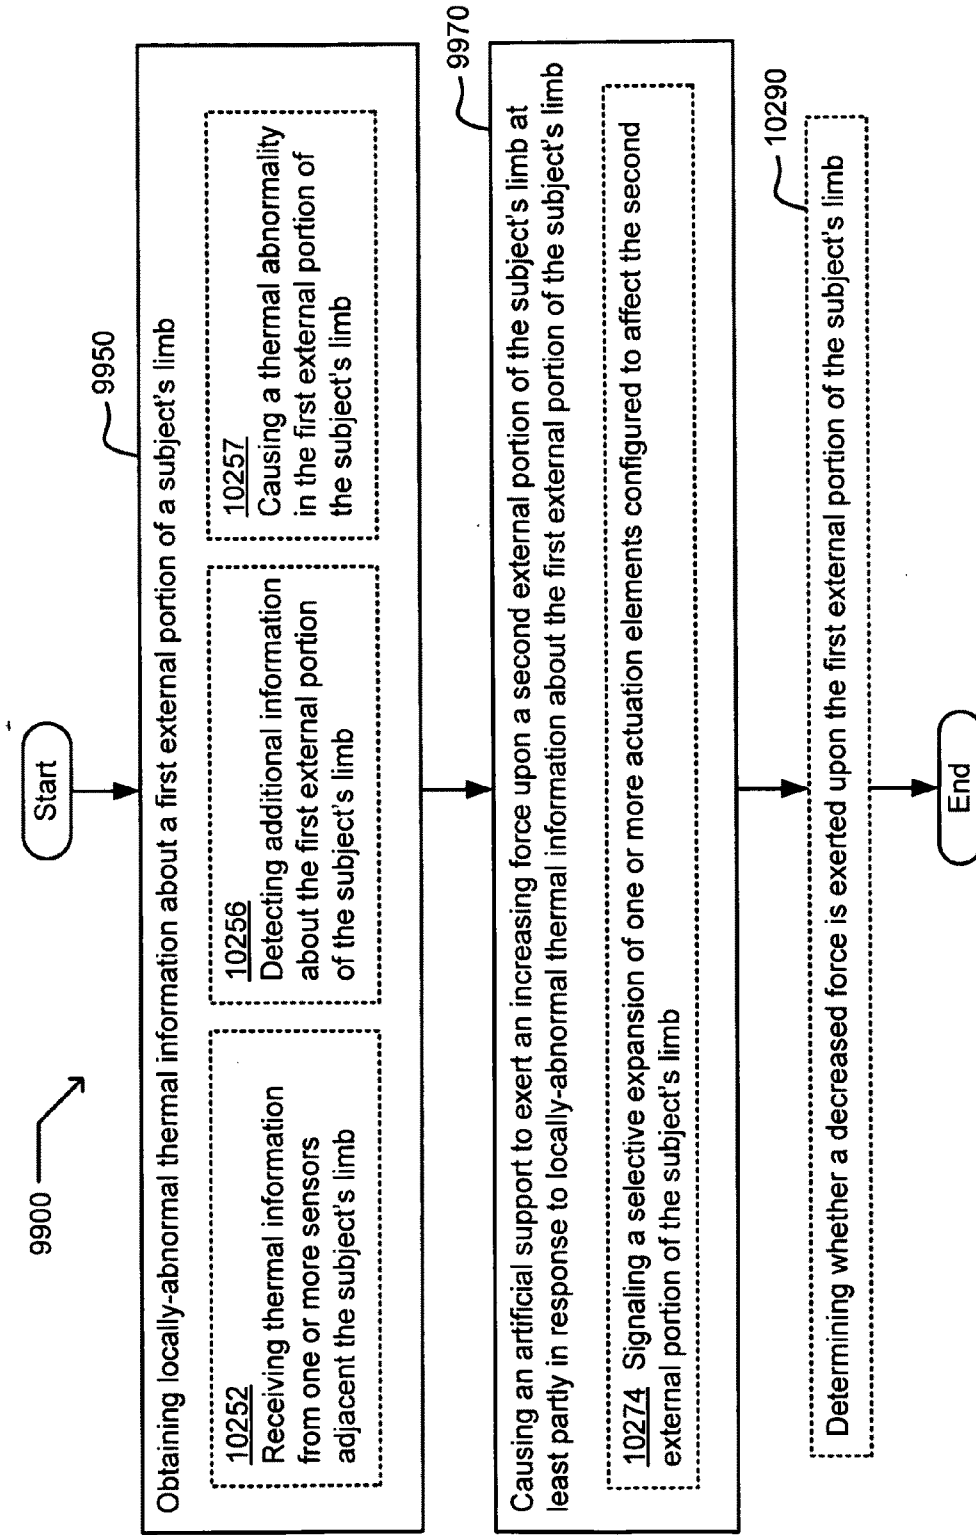 9900
Start
9950
Obtaining locally-abnormal thermal information about a first external portion of a subject's limb
10252
Receiving thermal information
from one or more sensors
adjacent the subject's limb
10256
Detecting additional information
about the first external portion
of the subject's limb
10257
Causing a thermal abnormality
in the first external portion of
the subject's limb
9970
Causing an artificial support to exert an increasing force upon a second external portion of the subject's limb at
least partly in response to locally-abnormal thermal information about the first external portion of the subject's limb
10274 Signaling a selective expansion of one or more actuation elements configured to affect the second
external portion of the subject's limb
10290
Determining whether a decreased force is exerted upon the first external portion of the subject's limb
End